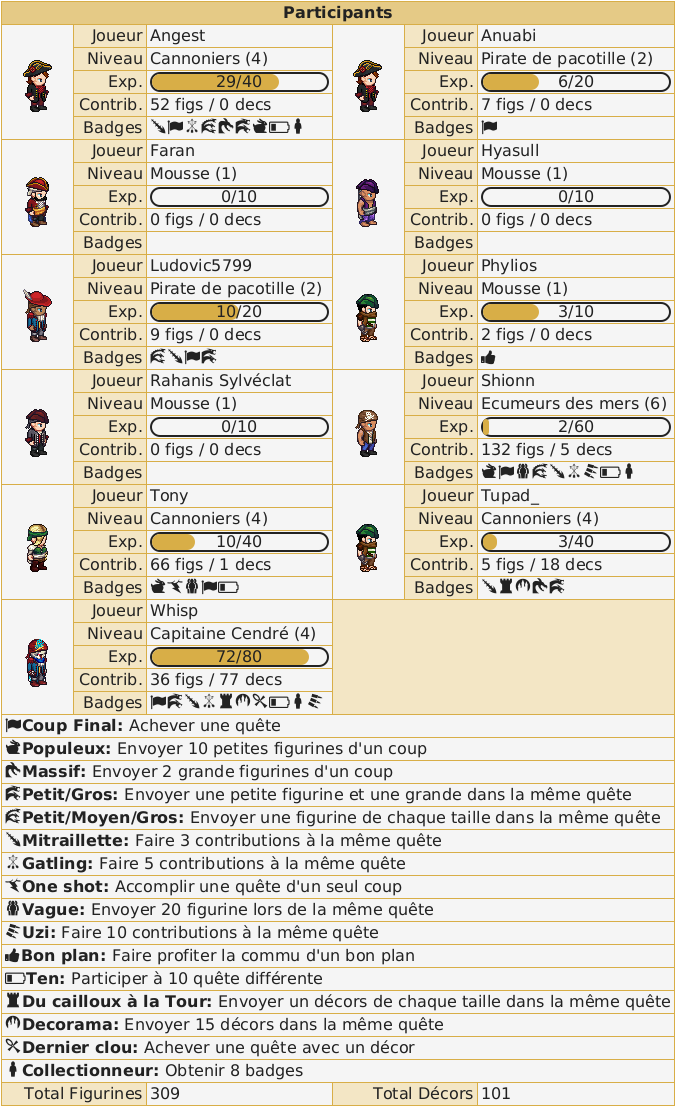 Participants
Joueur Angest
Niveau Cannoniers (4)
Exp. 29/40
Contrib. 52 figs / 0 decs
Badges
Joueur Anuabi
Niveau Pirate de pacotille (2)
Exp. 6/20
Contrib. 7 figs / 0 decs
Badges
Joueur Faran
Niveau Mousse (1)
Exp. 0/10
Contrib. 0 figs / 0 decs
Badges
Joueur Hyasull
Niveau Mousse (1)
Exp. 0/10
Contrib. 0 figs / 0 decs
Badges
Joueur Ludovic5799
Niveau Pirate de pacotille (2)
Exp. 10/20
Contrib. 9 figs / 0 decs
Badges
Joueur Phylios
Niveau Mousse (1)
Exp. 3/10
Contrib. 2 figs / 0 decs
Badges
Joueur Rahanis Sylvéclat
Niveau Mousse (1)
Exp. 0/10
Contrib. 0 figs / 0 decs
Badges
Joueur Shionn
Niveau Ecumeurs des mers (6)
Exp. 2/60
Contrib. 132 figs / 5 decs
Badges
Joueur Tony
Niveau Cannoniers (4)
Exp. 10/40
Contrib. 66 figs / 1 decs
Badges
Joueur Tupad_
Niveau Cannoniers (4)
Exp. 3/40
Contrib. 5 figs / 18 decs
Badges
Joueur Whisp
Niveau Capitaine Cendré (4)
Exp. 72/80
Contrib. 36 figs / 77 decs
Badges
Coup Final: Achever une quête
Populeux: Envoyer 10 petites figurines d'un coup
Massif: Envoyer 2 grande figurines d'un coup
Petit/Gros: Envoyer une petite figurine et une grande dans la même quête
Petit/Moyen/Gros: Envoyer une figurine de chaque taille dans la même quête
Mitraillette: Faire 3 contributions à la même quête
Gatling: Faire 5 contributions à la même quête
One shot: Accomplir une quête d'un seul coup
Vague: Envoyer 20 figurine lors de la même quête
Uzi: Faire 10 contributions à la même quête
Bon plan: Faire profiter la commu d'un bon plan
Ten: Participer à 10 quête différente
Du cailloux à la Tour: Envoyer un décors de chaque taille dans la même quête
Decorama: Envoyer 15 décors dans la même quête
Dernier clou: Achever une quête avec un décor
Collectionneur: Obtenir 8 badges
Total Figurines 309
Total Décors 101